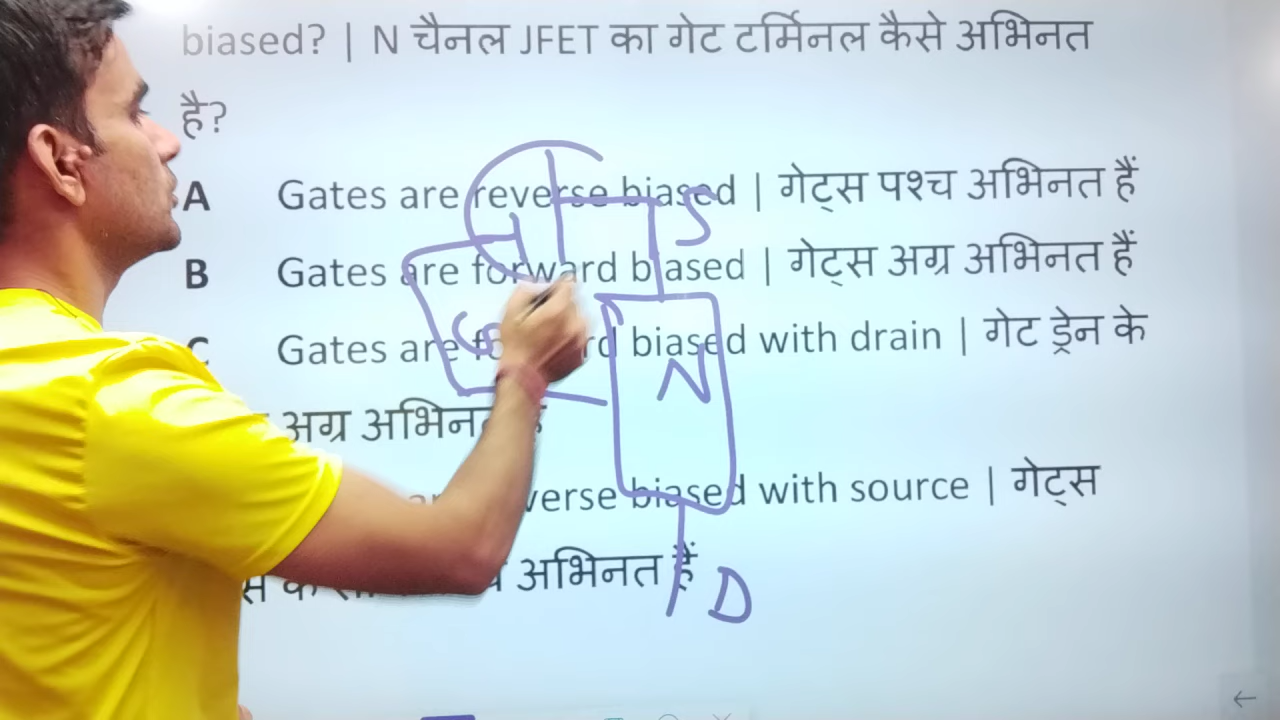 biased? | N चैनल JFET का गेट टर्मिनल कैसे अभिनत
है?
A Gates are reverse biased | गेट्स पश्च अभिनत हैं
B Gates are forward biased | गेट्स अग्र अभिनत हैं
C Gates are biased with drain | गेट ड्रेन के
अग्र अभिनत
biased with source | गेट्स
अभिनत हैं
S
G
N
D